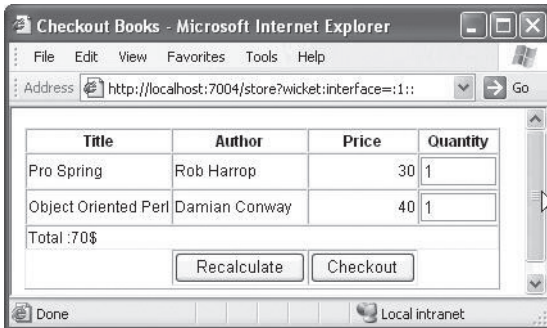 Checkout Books - Microsoft Internet Explorer
File Edit View Favorites Tools Help
Address http://localhost:7004/store?wicket:interface=:1:: Go
Title Author Price Quantity
Pro Spring Rob Harrop 30 1
Object Oriented Perl Damian Conway 40 1
Total :70$
Recalculate Checkout
Done Local intranet